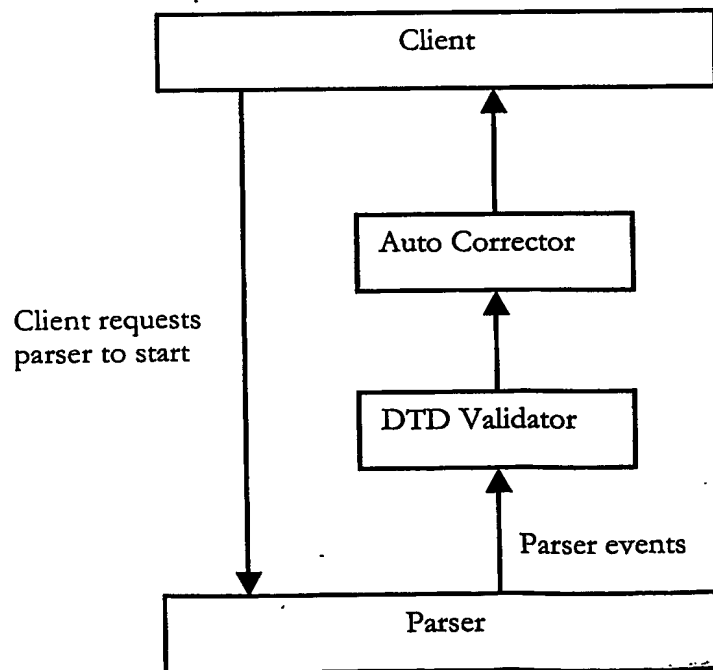 Client
Auto Corrector
Client requests
parser to start
DTD Validator
Parser events
Parser